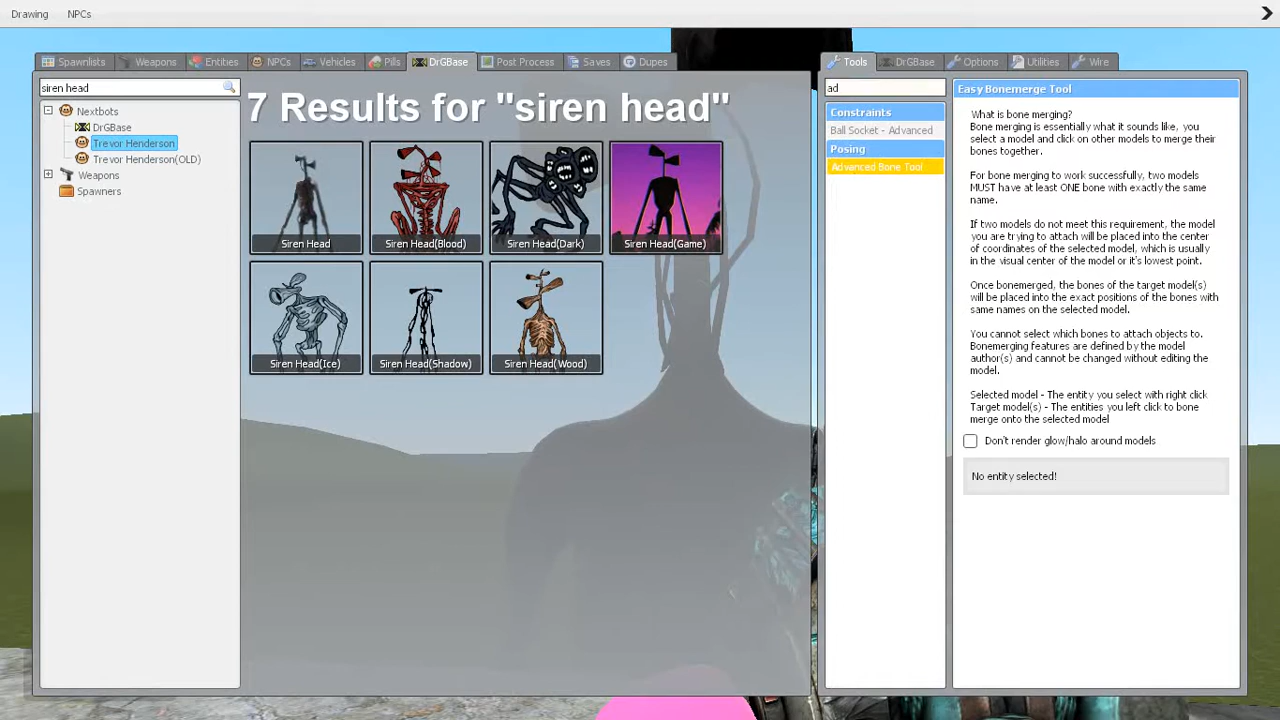 Drawing NPCs
Spawnlists Weapons Entities NPCs Vehicles Pills DrGBase Post Process Saves Dupes
siren head
Nextbots
DrGBase
Trevor Henderson
Trevor Henderson(OLD)
Weapons
Spawners
7 Results for "siren head"
Siren Head Siren Head(Blood) Siren Head(Dark) Siren Head(Game)
Siren Head(Ice) Siren Head(Shadow) Siren Head(Wood)
Tools DrGBase Options Utilities Wire
ad
Constraints
Ball Socket - Advanced
Posing
Advanced Bone Tool
Easy Bonemerge Tool
What is bone merging?
Bone merging is essentially what it sounds like, you
select a model and click on other models to merge their
bones together.
For bone merging to work successfully, two models
MUST have at least ONE bone with exactly the same
name.
If two models do not meet this requirement, the model
you are trying to attach will be placed into the center
of coordinates of the selected model, which is usually
in the visual center of the model or it's lowest point.
Once bonemerged, the bones of the target model(s)
will be placed into the exact positions of the bones with
same names on the selected model.
You cannot select which bones to attach objects to.
Bonemerging features are defined by the model
author(s) and cannot be changed without editing the
model.
Selected model - The entity you select with right click
Target model(s) - The entities you left click to bone
merge onto the selected model
Don't render glow/halo around models
No entity selected!